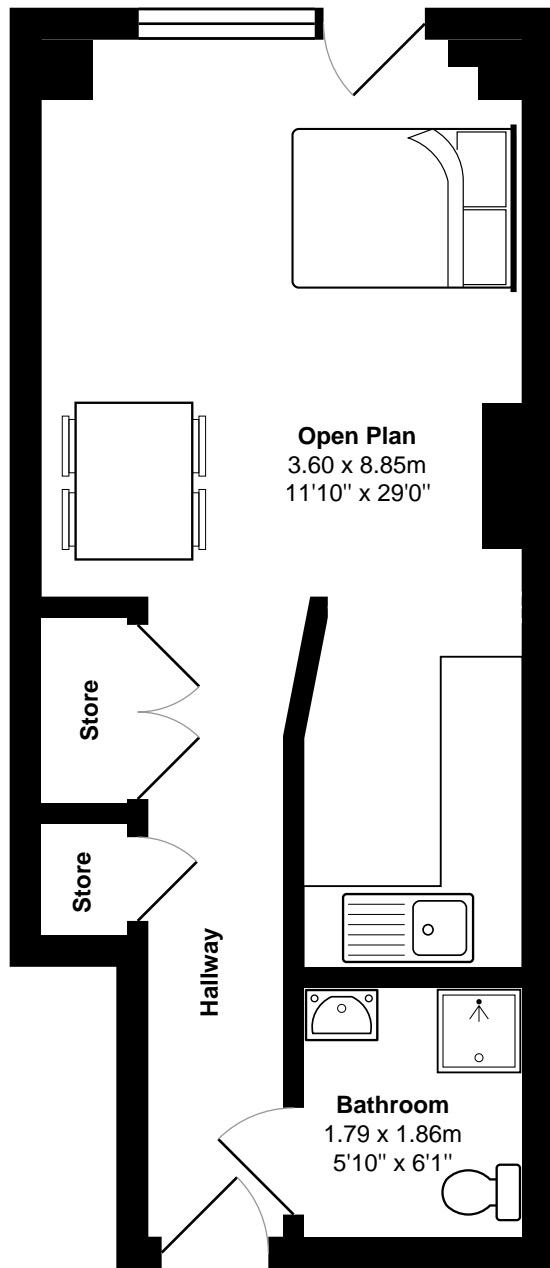 Open Plan
3.60 x 8.85m
11'10" x 29'0"
Store
Store
Hallway
Bathroom
1.79 x 1.86m
5'10" x 6'1"